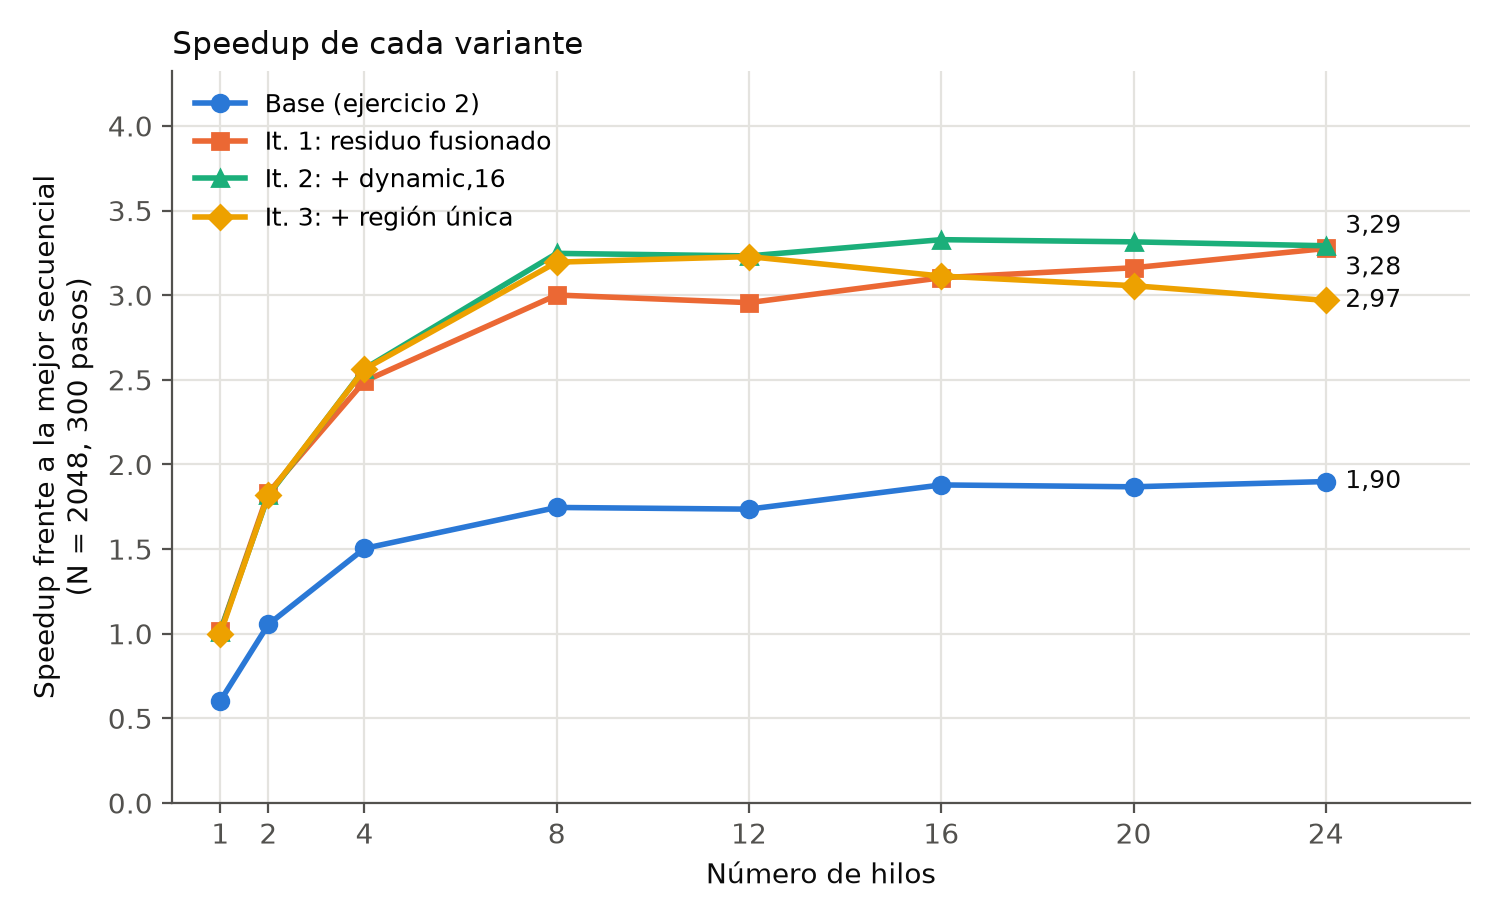 Speedup de cada variante
Base (ejercicio 2)
It. 1: residuo fusionado
It. 2: + dynamic,16
It. 3: + región única
Speedup frente a la mejor secuencial
(N = 2048, 300 pasos)
4.0
3.5
3.0
2.5
2.0
1.5
1.0
0.5
0.0
3,29
3,28
2,97
1,90
1 2 4 8 12 16 20 24
Número de hilos